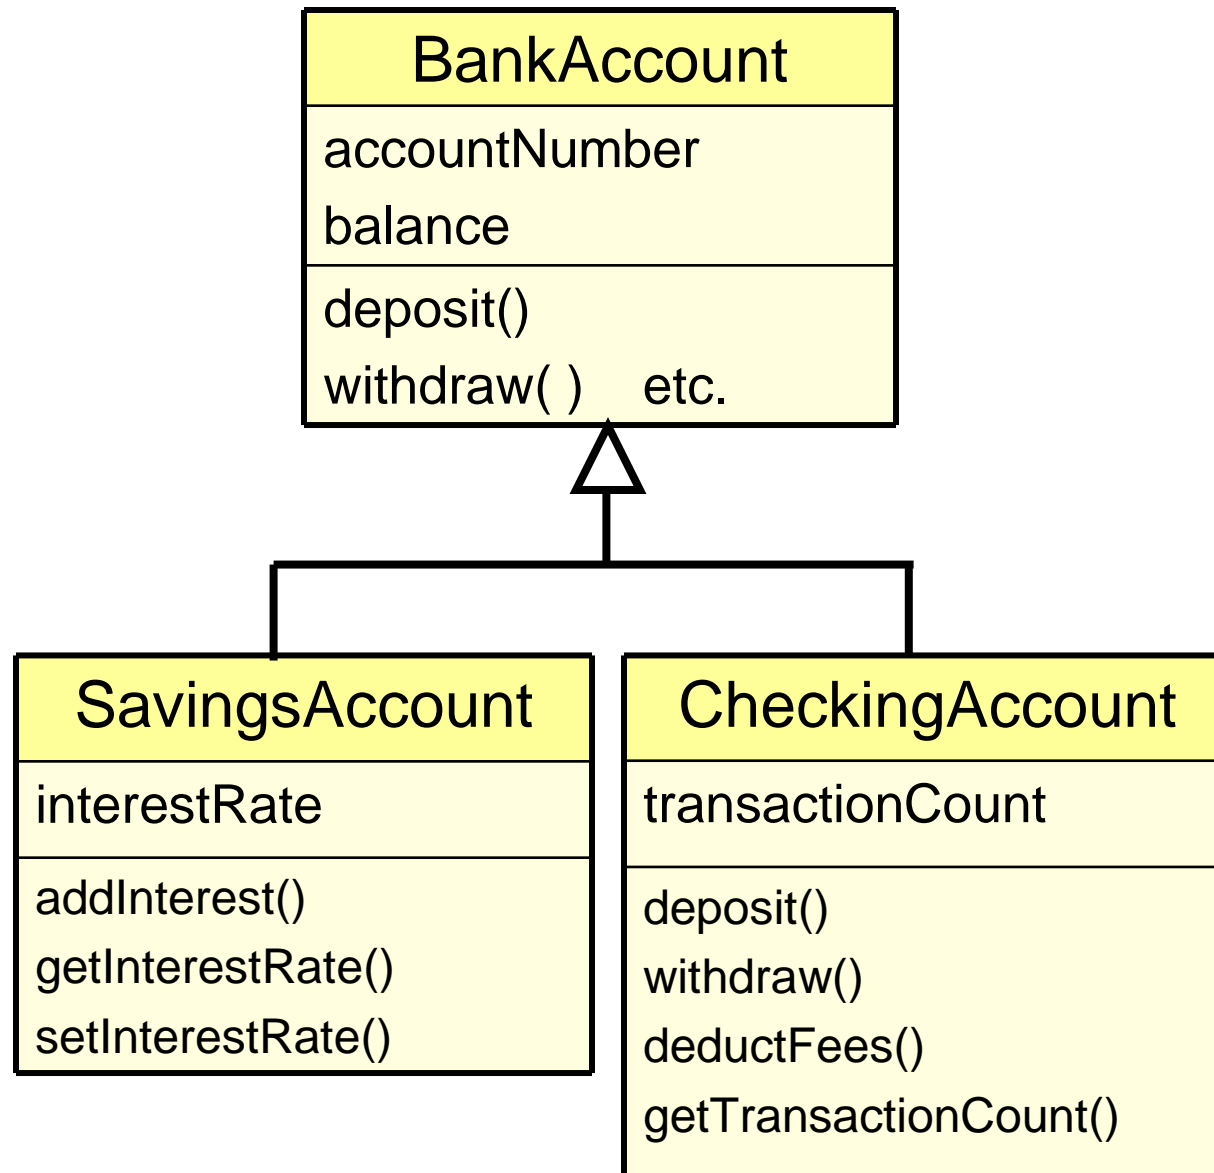 BankAccount
accountNumber
balance
deposit()
withdraw( ) etc.
SavingsAccount
interestRate
addInterest()
getInterestRate()
setInterestRate()
CheckingAccount
transactionCount
deposit()
withdraw()
deductFees()
getTransactionCount()